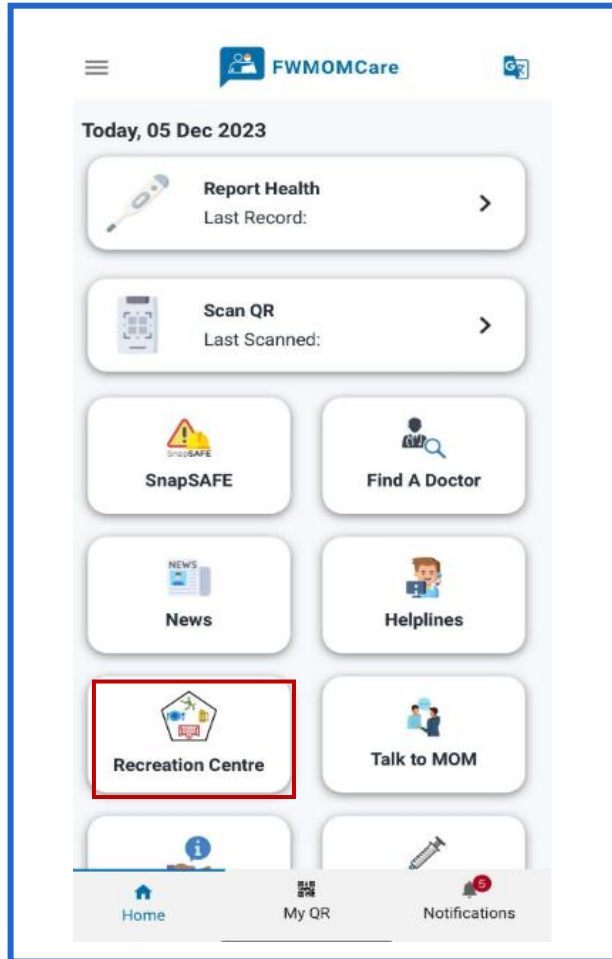 FWMOMCare
Today, 05 Dec 2023
Report Health
Last Record:
Scan QR
Last Scanned:
SnapSAFE
SnapSAFE
Find A Doctor
NEWS
News
Helplines
Recreation Centre
Talk to MOM
5
Home
My QR
Notifications